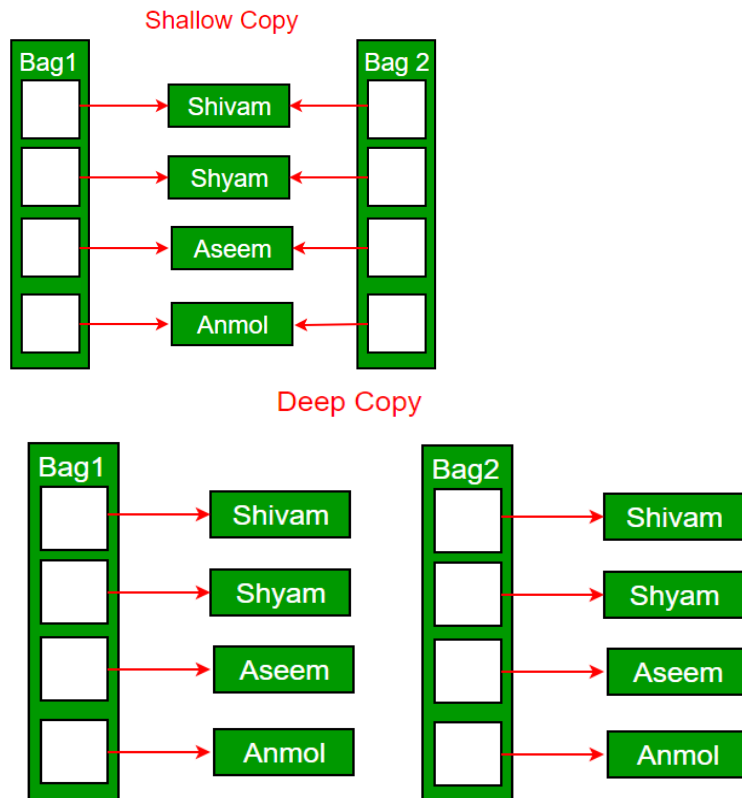 Shallow Copy
Bag1
Bag 2
Shivam
Shyam
Aseem
Anmol
Deep Copy
Bag1
Bag2
Shivam
Shivam
Shyam
Shyam
Aseem
Aseem
Anmol
Anmol